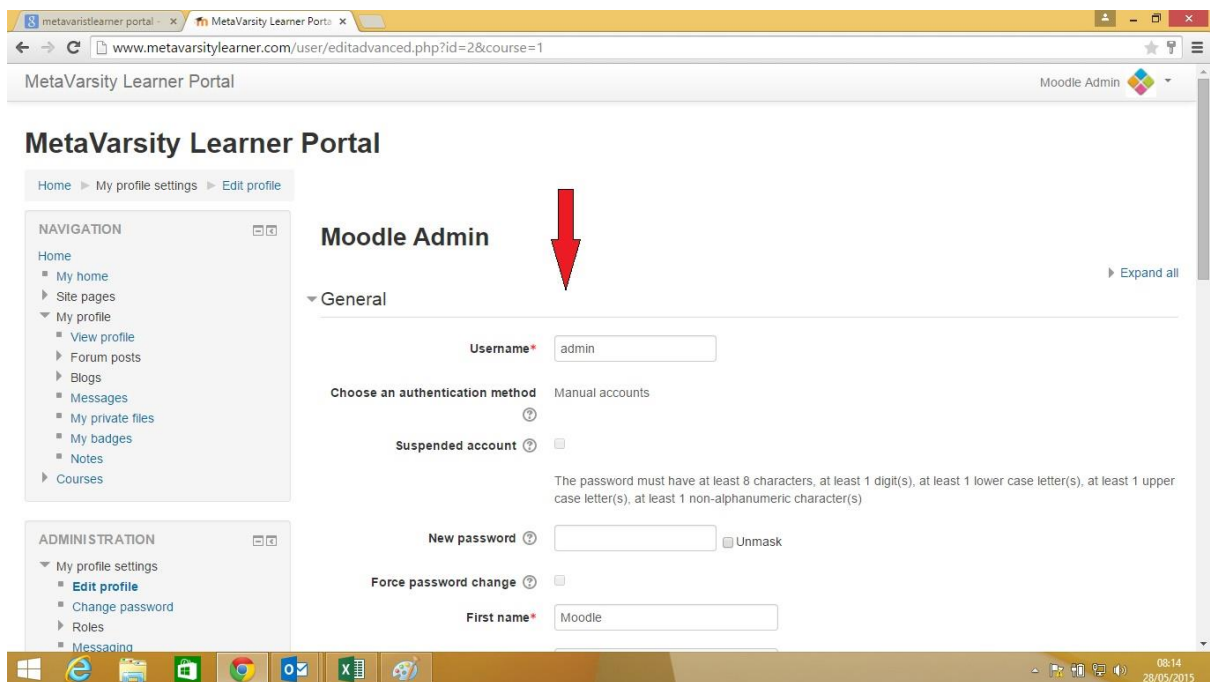 metavaristlearner portal -
MetaVarsity Learner Porta
www.metavarsitylearner.com/user/editadvanced.php?id=2&course=1
MetaVarsity Learner Portal
Moodle Admin
MetaVarsity Learner Portal
Home My profile settings Edit profile
NAVIGATION
Home
My home
Site pages
My profile
View profile
Forum posts
Blogs
Messages
My private files
My badges
Notes
Courses
ADMINISTRATION
My profile settings
Edit profile
Change password
Roles
Messaging
Moodle Admin
Expand all
General
Username* admin
Choose an authentication method Manual accounts
Suspended account
The password must have at least 8 characters, at least 1 digit(s), at least 1 lower case letter(s), at least 1 upper
case letter(s), at least 1 non-alphanumeric character(s)
New password Unmask
Force password change
First name* Moodle
08:14
28/05/2015